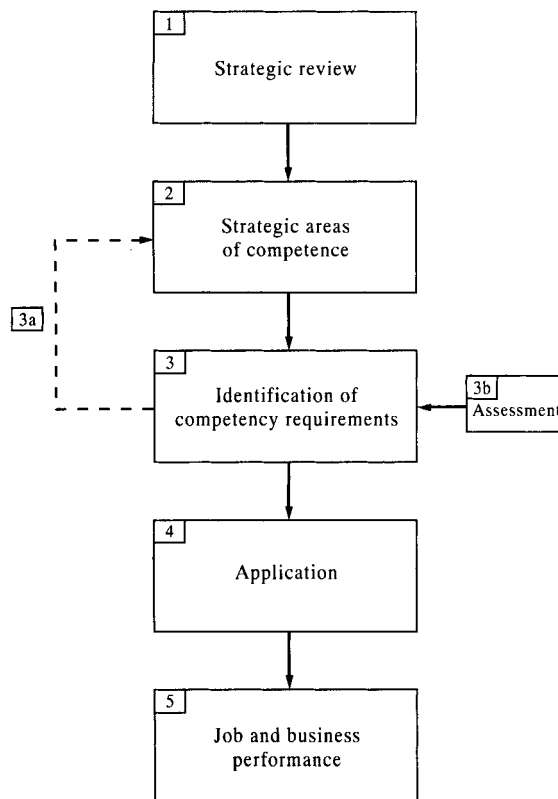 1
Strategic review
2
Strategic areas
of competence
3a
3
Identification of
competency requirements
3b
Assessment
4
Application
5
Job and business
performance